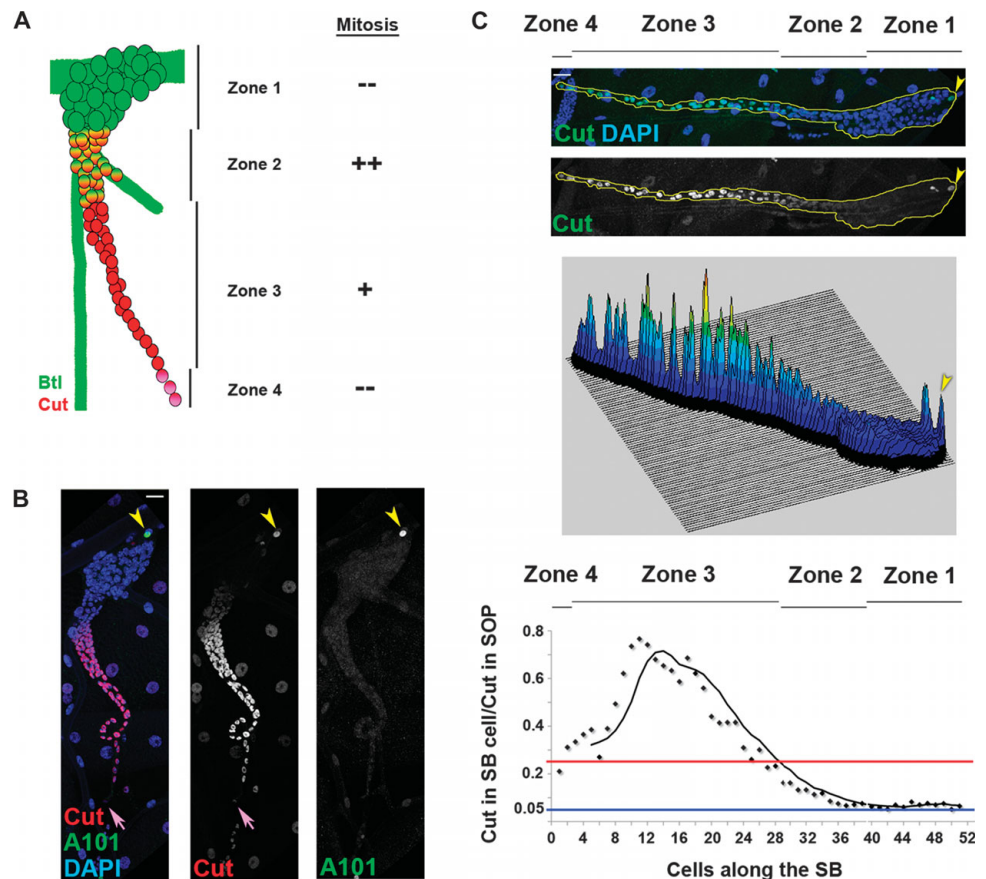 A
Mitosis
Zone 1
--
Zone 2
++
Zone 3
+
Zone 4
--
Btl
Cut
B
Cut
A101
DAPI
Cut
A101
C
Zone 4 Zone 3 Zone 2 Zone 1
Cut DAPI
Cut
Zone 4 Zone 3 Zone 2 Zone 1
Cut in SB cell/Cut in SOP
0.8
0.6
0.4
0.2
0.05
0 4 8 12 16 20 24 28 32 36 40 44 48 52
Cells along the SB